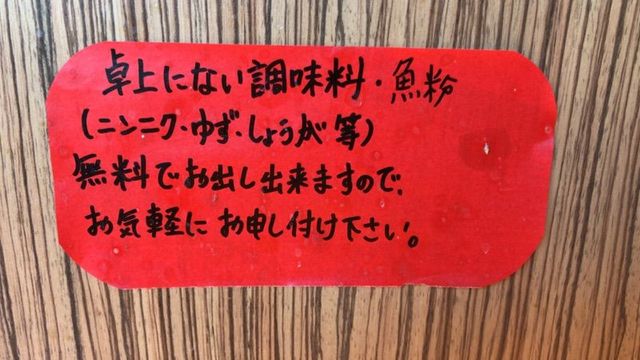 卓上にない調味料・魚粉
(ニンニク・ゆず・しょうが等)
無料でお出し出来ますので、
お気軽にお申し付け下さい。